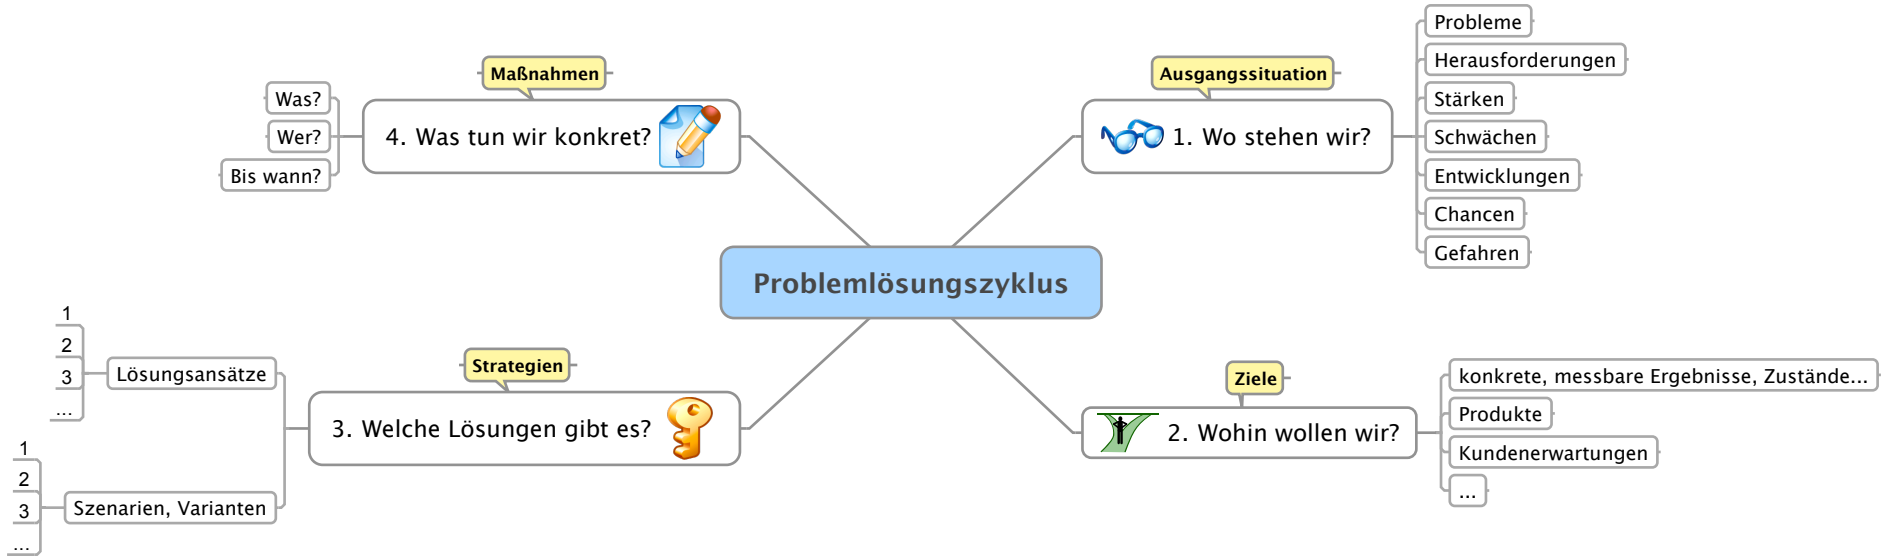 Problemlösungszyklus
Ausgangssituation
1. Wo stehen wir?
Probleme
Herausforderungen
Stärken
Schwächen
Entwicklungen
Chancen
Gefahren
Ziele
2. Wohin wollen wir?
konkrete, messbare Ergebnisse, Zustände...
Produkte
Kundenerwartungen
...
Strategien
3. Welche Lösungen gibt es?
Lösungsansätze
1
2
3
...
Szenarien, Varianten
1
2
3
...
Maßnahmen
4. Was tun wir konkret?
Was?
Wer?
Bis wann?